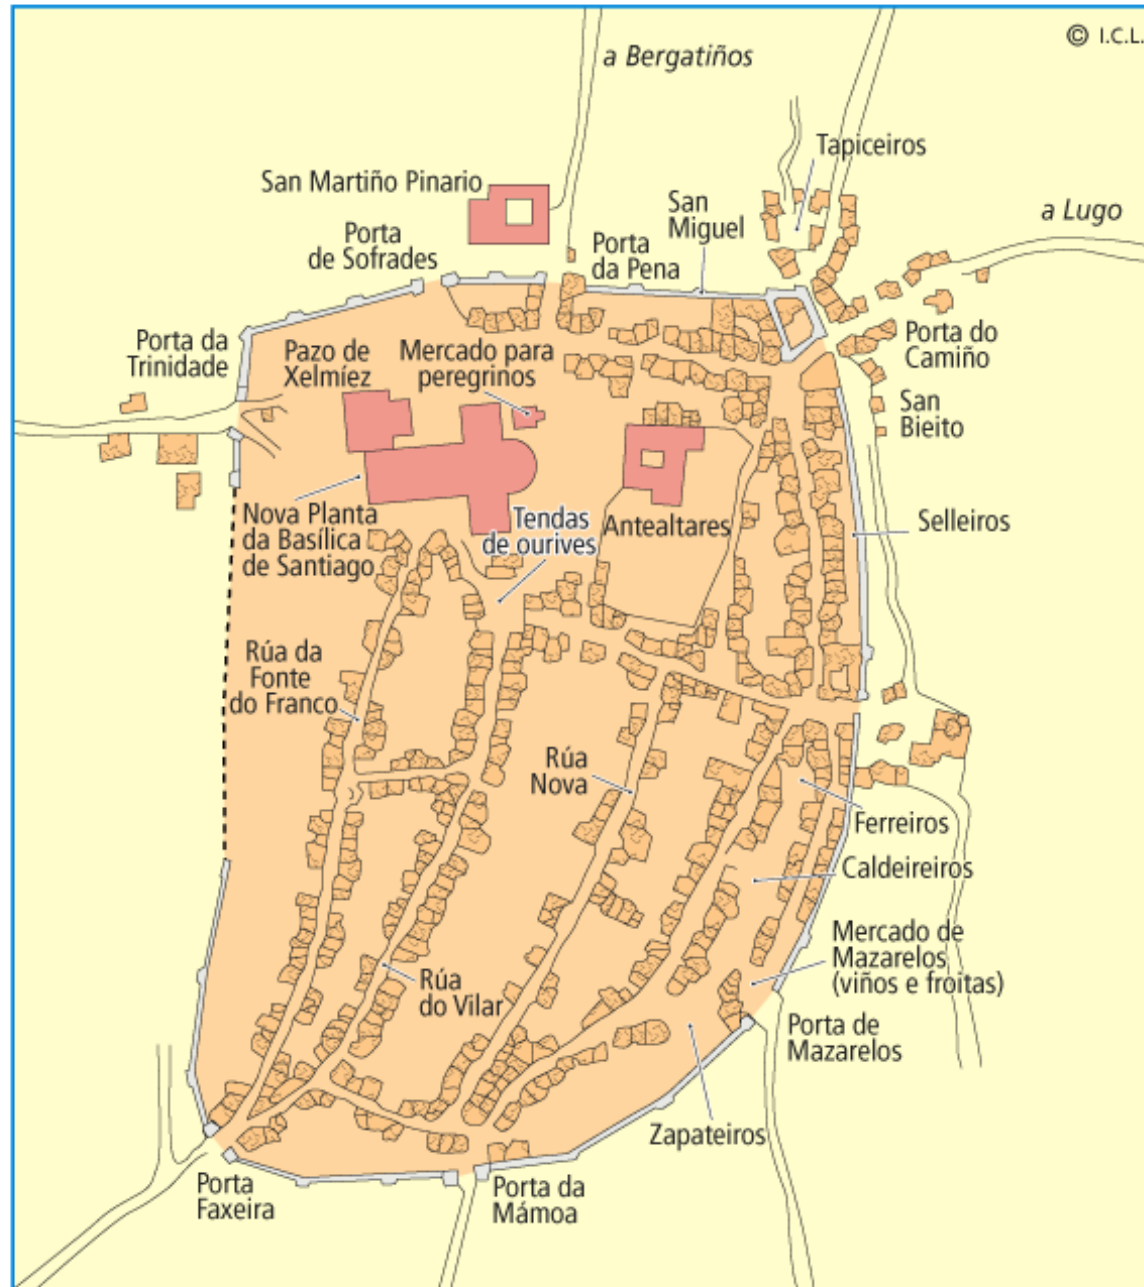 © I.C.L.
a Bergatiños
Tapiceiros
San Martiño Pinario
San
Miguel
a Lugo
Porta
de Sofrades
Porta
da Pena
Porta da
Trinidade
Pazo de
Xelmíez
Mercado para
peregrinos
Porta do
Camiño
San
Bieito
Nova Planta
da Basílica
de Santiago
Tendas
de ourives
Antealtares
Selleiros
Rúa da
Fonte
do Franco
Rúa
Nova
Ferreiros
Caldeireiros
Mercado de
Mazarelos
(viños e froitas)
Rúa
do Vilar
Porta de
Mazarelos
Zapateiros
Porta
Faxeira
Porta da
Mámoa